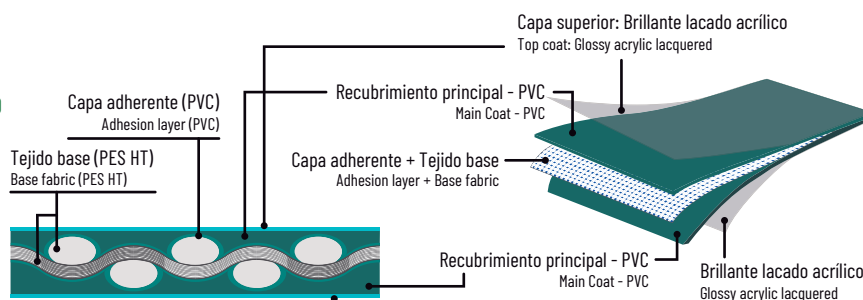 Capa superior: Brillante lacado acrílico
Top coat: Glossy acrylic lacquered
Recubrimiento principal - PVC
Main Coat - PVC
Capa adherente (PVC)
Adhesion layer (PVC)
Tejido base (PES HT)
Base fabric (PES HT)
Capa adherente + Tejido base
Adhesion layer + Base fabric
Recubrimiento principal - PVC
Main Coat - PVC
Brillante lacado acrílico
Glossy acrylic lacquered